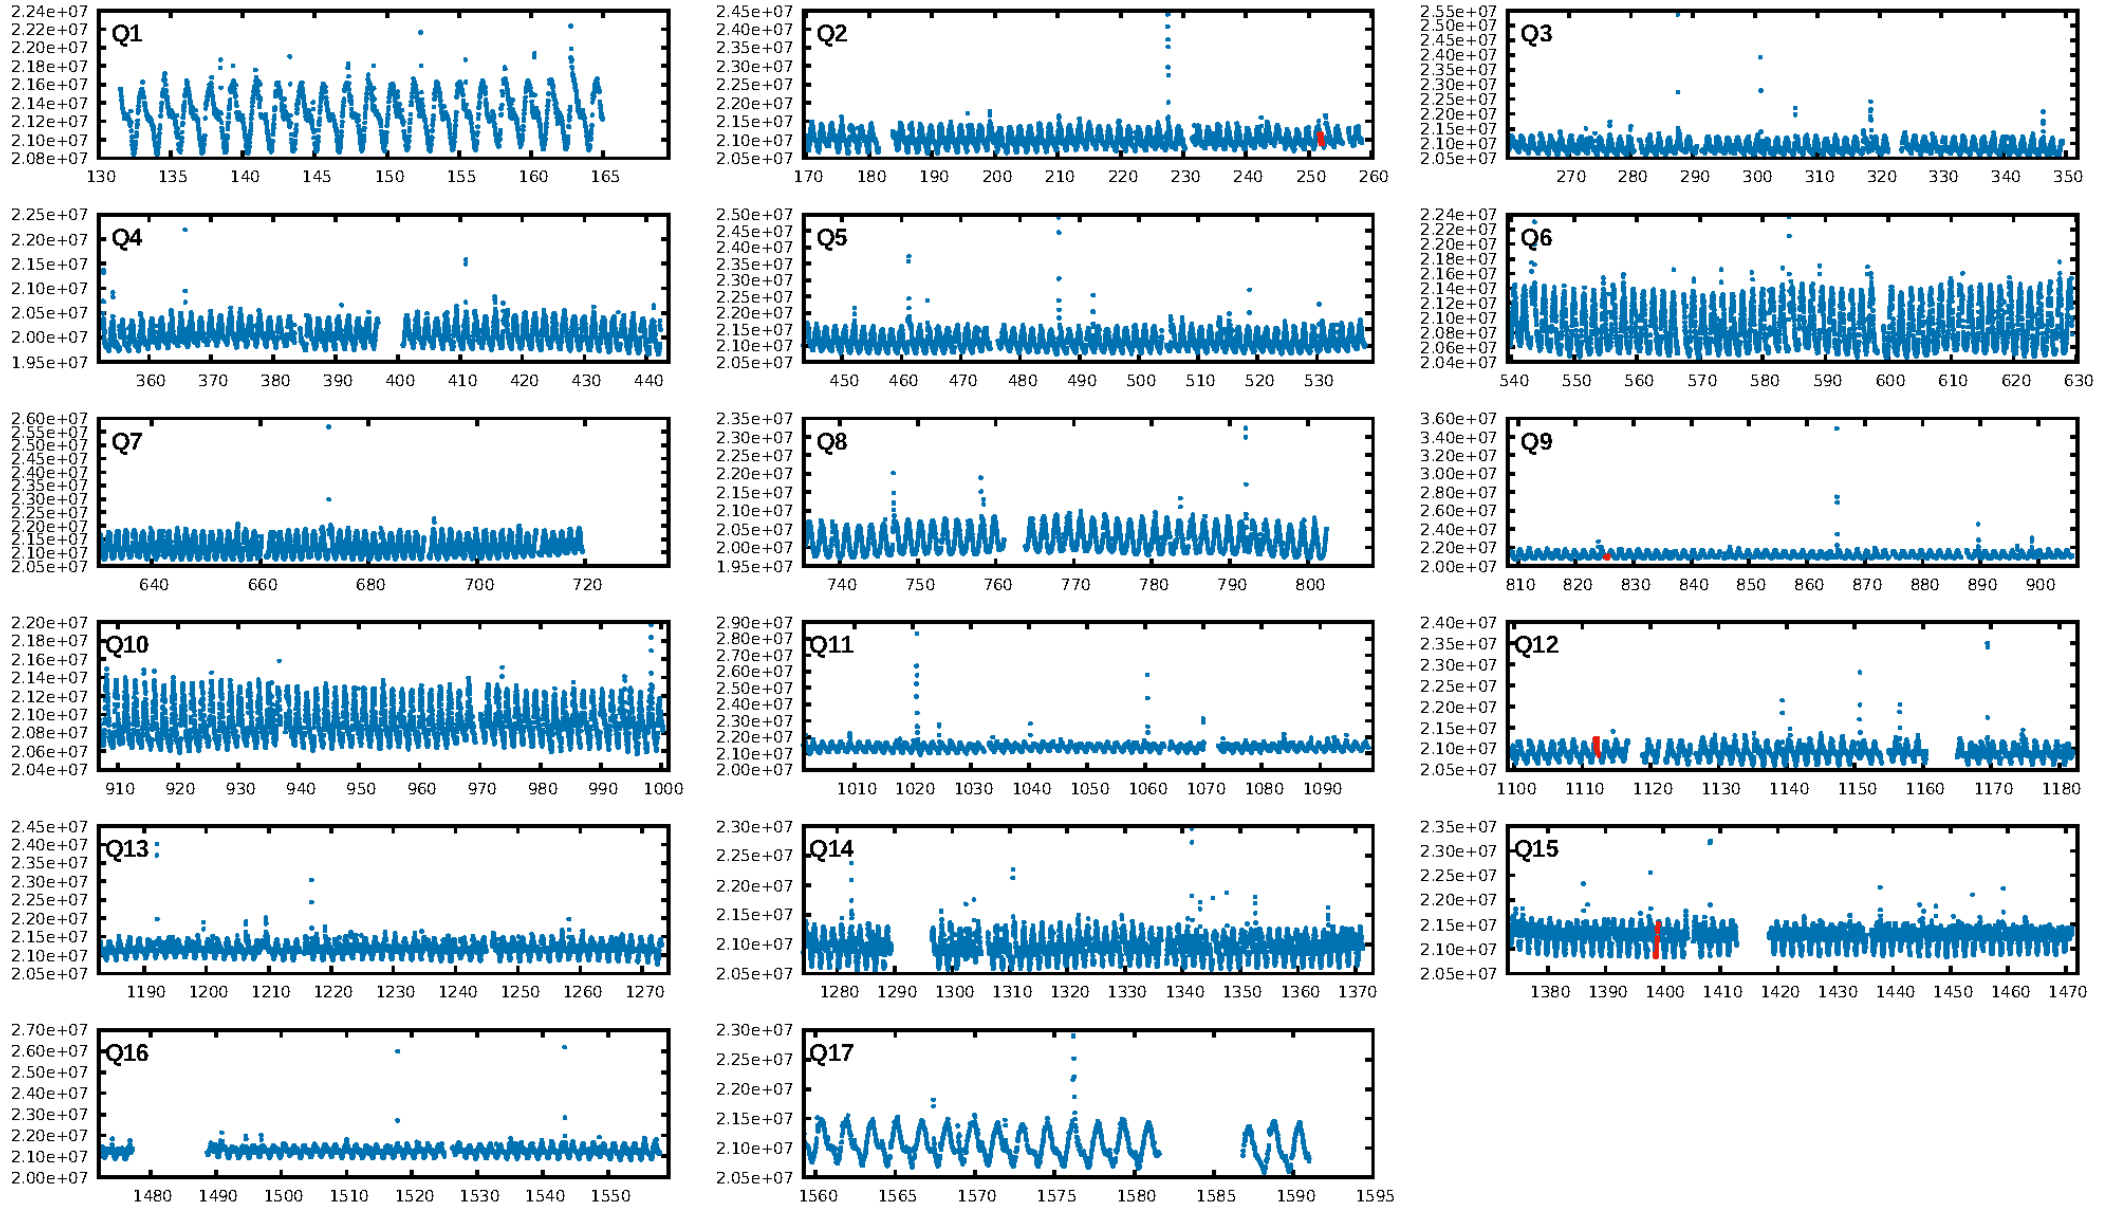 2.24e+07
Q1
2.22e+07
2.20e+07
2.18e+07
2.16e+07
2.14e+07
2.12e+07
2.10e+07
2.08e+07
130 135 140 145 150 155 160 165
2.45e+07
Q2
2.40e+07
2.35e+07
2.30e+07
2.25e+07
2.20e+07
2.15e+07
2.10e+07
2.05e+07
170 180 190 200 210 220 230 240 250 260
2.55e+07
Q3
2.50e+07
2.45e+07
2.40e+07
2.35e+07
2.30e+07
2.25e+07
2.20e+07
2.15e+07
2.10e+07
2.05e+07
270 280 290 300 310 320 330 340 350
2.25e+07
Q4
2.20e+07
2.15e+07
2.10e+07
2.05e+07
2.00e+07
1.95e+07
360 370 380 390 400 410 420 430 440
2.50e+07
Q5
2.45e+07
2.40e+07
2.35e+07
2.30e+07
2.25e+07
2.20e+07
2.15e+07
2.10e+07
2.05e+07
450 460 470 480 490 500 510 520 530
2.24e+07
Q6
2.22e+07
2.20e+07
2.18e+07
2.16e+07
2.14e+07
2.12e+07
2.10e+07
2.08e+07
2.06e+07
2.04e+07
540 550 560 570 580 590 600 610 620 630
2.60e+07
Q7
2.55e+07
2.50e+07
2.45e+07
2.40e+07
2.35e+07
2.30e+07
2.25e+07
2.20e+07
2.15e+07
2.10e+07
2.05e+07
640 660 680 700 720
2.35e+07
Q8
2.30e+07
2.25e+07
2.20e+07
2.15e+07
2.10e+07
2.05e+07
2.00e+07
1.95e+07
740 750 760 770 780 790 800
3.60e+07
Q9
3.40e+07
3.20e+07
3.00e+07
2.80e+07
2.60e+07
2.40e+07
2.20e+07
2.00e+07
810 820 830 840 850 860 870 880 890 900
2.20e+07
Q10
2.18e+07
2.16e+07
2.14e+07
2.12e+07
2.10e+07
2.08e+07
2.06e+07
2.04e+07
910 920 930 940 950 960 970 980 990 1000
2.90e+07
Q11
2.80e+07
2.70e+07
2.60e+07
2.50e+07
2.40e+07
2.30e+07
2.20e+07
2.10e+07
2.00e+07
1010 1020 1030 1040 1050 1060 1070 1080 1090
2.40e+07
Q12
2.35e+07
2.30e+07
2.25e+07
2.20e+07
2.15e+07
2.10e+07
2.05e+07
1100 1110 1120 1130 1140 1150 1160 1170 1180
2.45e+07
Q13
2.40e+07
2.35e+07
2.30e+07
2.25e+07
2.20e+07
2.15e+07
2.10e+07
2.05e+07
1190 1200 1210 1220 1230 1240 1250 1260 1270
2.30e+07
Q14
2.25e+07
2.20e+07
2.15e+07
2.10e+07
2.05e+07
1280 1290 1300 1310 1320 1330 1340 1350 1360 1370
2.35e+07
Q15
2.30e+07
2.25e+07
2.20e+07
2.15e+07
2.10e+07
2.05e+07
1380 1390 1400 1410 1420 1430 1440 1450 1460 1470
2.70e+07
Q16
2.60e+07
2.50e+07
2.40e+07
2.30e+07
2.20e+07
2.10e+07
2.00e+07
1480 1490 1500 1510 1520 1530 1540 1550
2.30e+07
Q17
2.25e+07
2.20e+07
2.15e+07
2.10e+07
2.05e+07
1560 1565 1570 1575 1580 1585 1590 1595